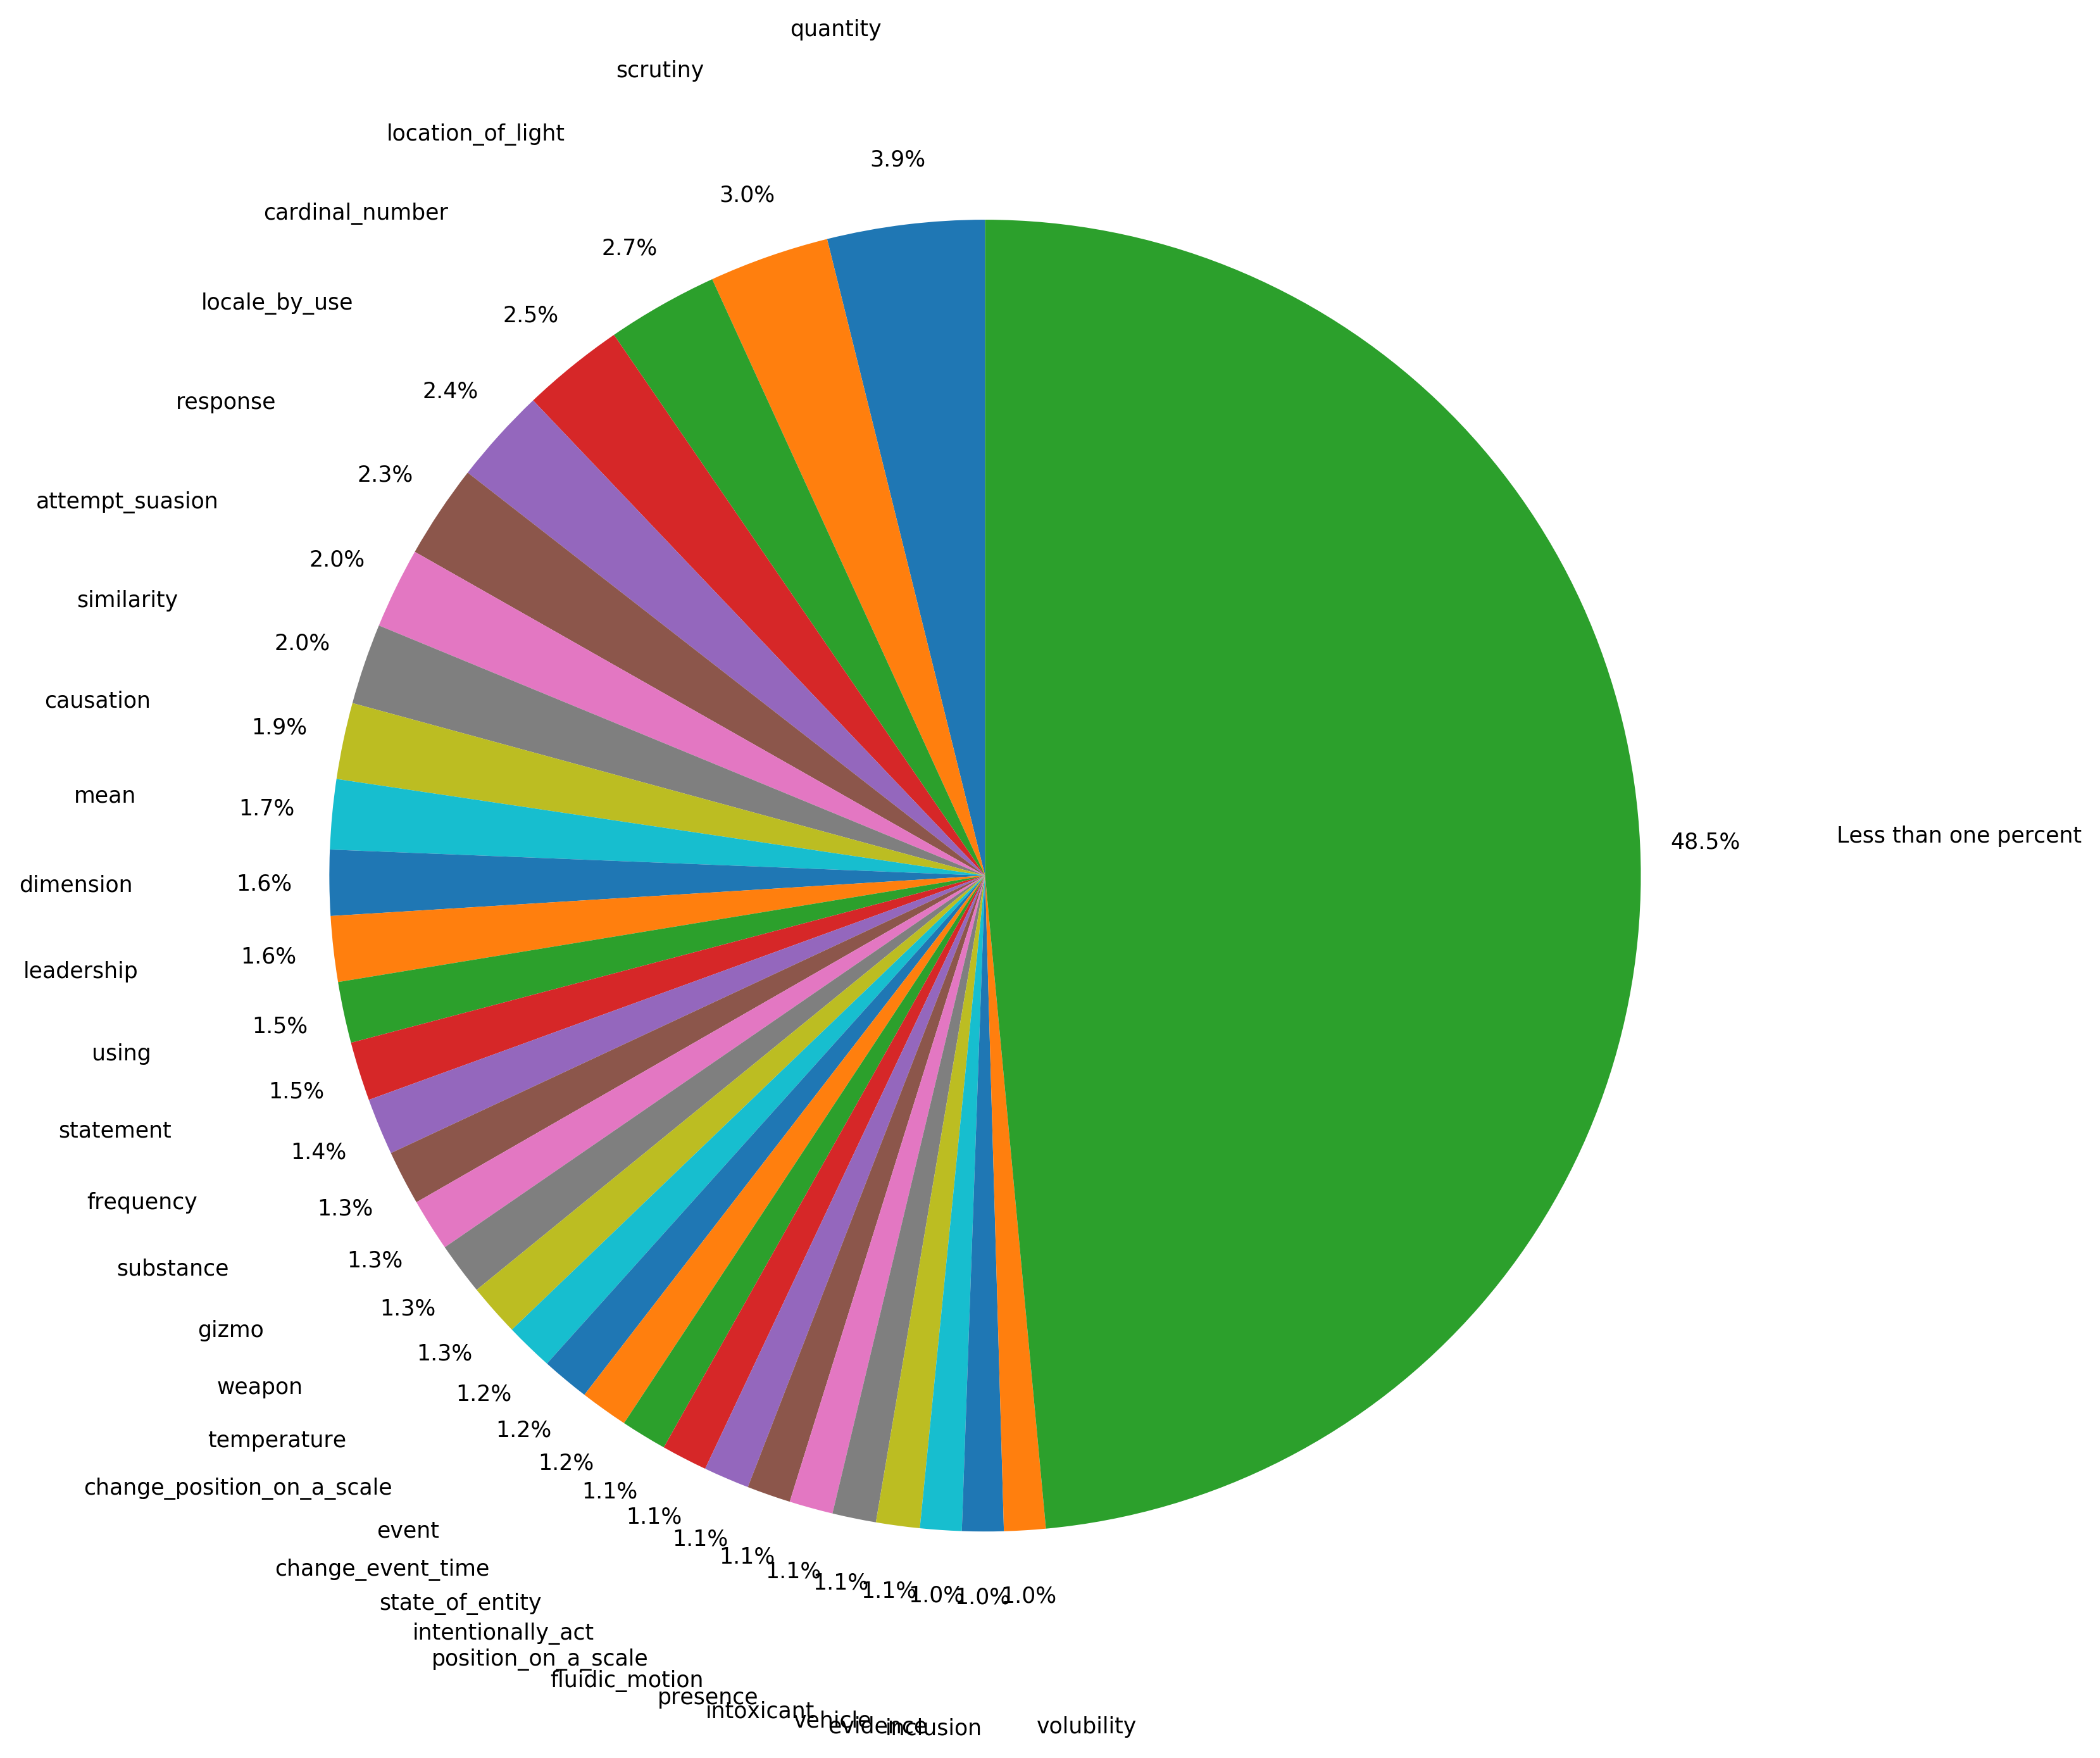 quantity
3.9%
scrutiny
3.0%
location_of_light
2.7%
cardinal_number
2.5%
locale_by_use
2.4%
response
2.3%
attempt_suasion
2.0%
similarity
2.0%
causation
1.9%
mean
1.7%
dimension
1.6%
leadership
1.6%
using
1.5%
statement
1.5%
frequency
1.4%
substance
1.3%
gizmo
1.3%
weapon
1.3%
temperature
1.3%
change_position_on_a_scale
1.2%
event
1.2%
change_event_time
1.2%
state_of_entity
1.1%
intentionally_act
1.1%
position_on_a_scale
1.1%
fluidic_motion
1.1%
presence
1.1%
intoxicant
1.1%
vehicle
1.1%
evidence
1.0%
inclusion
1.0%
volubility
1.0%
Less than one percent
48.5%